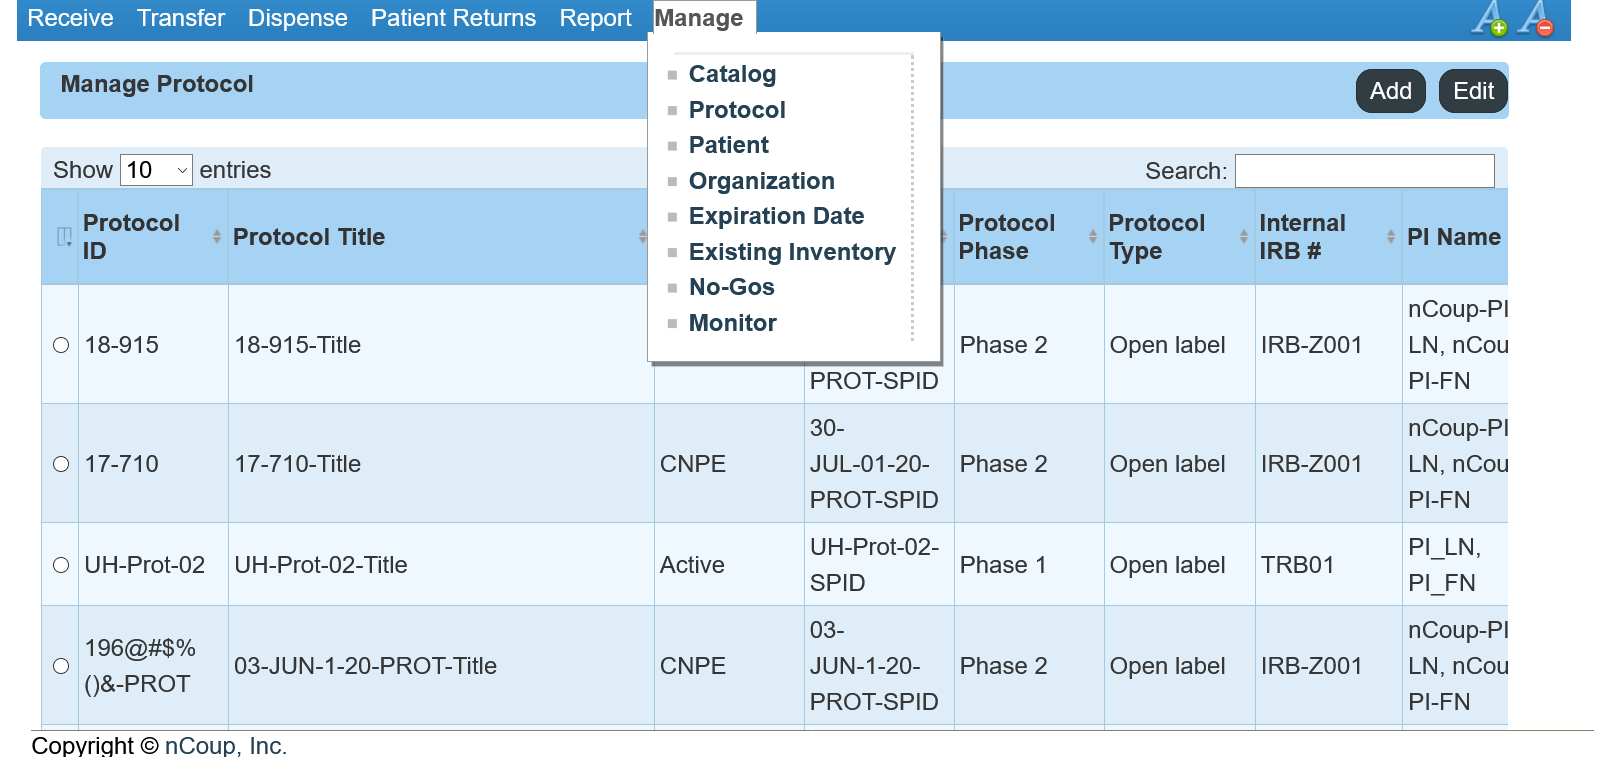 Receive Transfer Dispense Patient Returns Report Manage
Manage Protocol
Add Edit
Catalog
Protocol
Patient
Organization
Expiration Date
Existing Inventory
No-Gos
Monitor
Show 10 entries Search:
Protocol ID Protocol Title Protocol Phase Protocol Type Internal IRB # PI Name
18-915 18-915-Title PROT-SPID Phase 2 Open label IRB-Z001 nCoup-PI LN, nCou PI-FN
17-710 17-710-Title CNPE 30-JUL-01-20-PROT-SPID Phase 2 Open label IRB-Z001 nCoup-PI LN, nCou PI-FN
UH-Prot-02 UH-Prot-02-Title Active UH-Prot-02-SPID Phase 1 Open label TRB01 PI_LN, PI_FN
196@#$%()&-PROT 03-JUN-1-20-PROT-Title CNPE 03-JUN-1-20-PROT-SPID Phase 2 Open label IRB-Z001 nCoup-PI LN, nCou PI-FN
Copyright © nCoup, Inc.